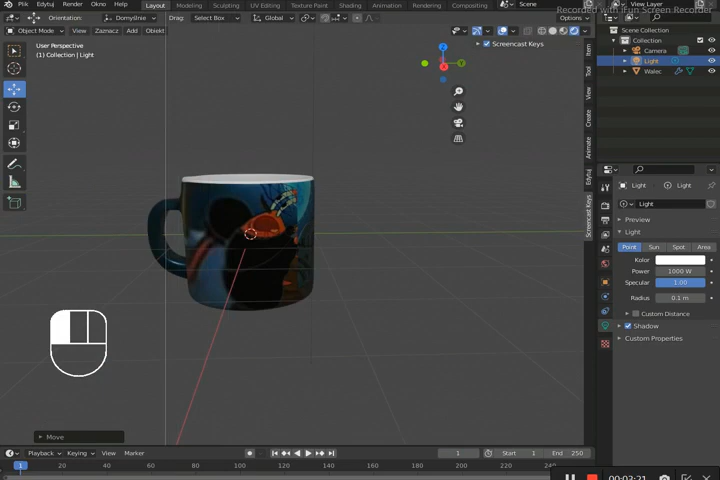 Plik Edytuj Render Okno Layout Modeling Sculpting UV Editing Texture Paint Shading Animation Scene View Layer
Recorded with iFun Screen Recorder
Orientation: Domyślnie Drag: Select Box Global Options
Object Mode View Zaznacz Add Obiekt
User Perspective
(1) Collection | Light
Screencast Keys
Item
Tool
View
Create
Animate
Edytuj
Screencast Keys
Scene Collection
Collection
Camera
Light
Walec
Light Light
Light
Preview
Light
Point Sun Spot Area
Kolor
Power 1000 W
Specular 1.00
Radius 0.1 m
Custom Distance
Shadow
Custom Properties
Move
Playback Keying View Marker 1 Start 1 End 250
1 20 40 60 80 100 120 140 160 180 200 220 240
00:03:21